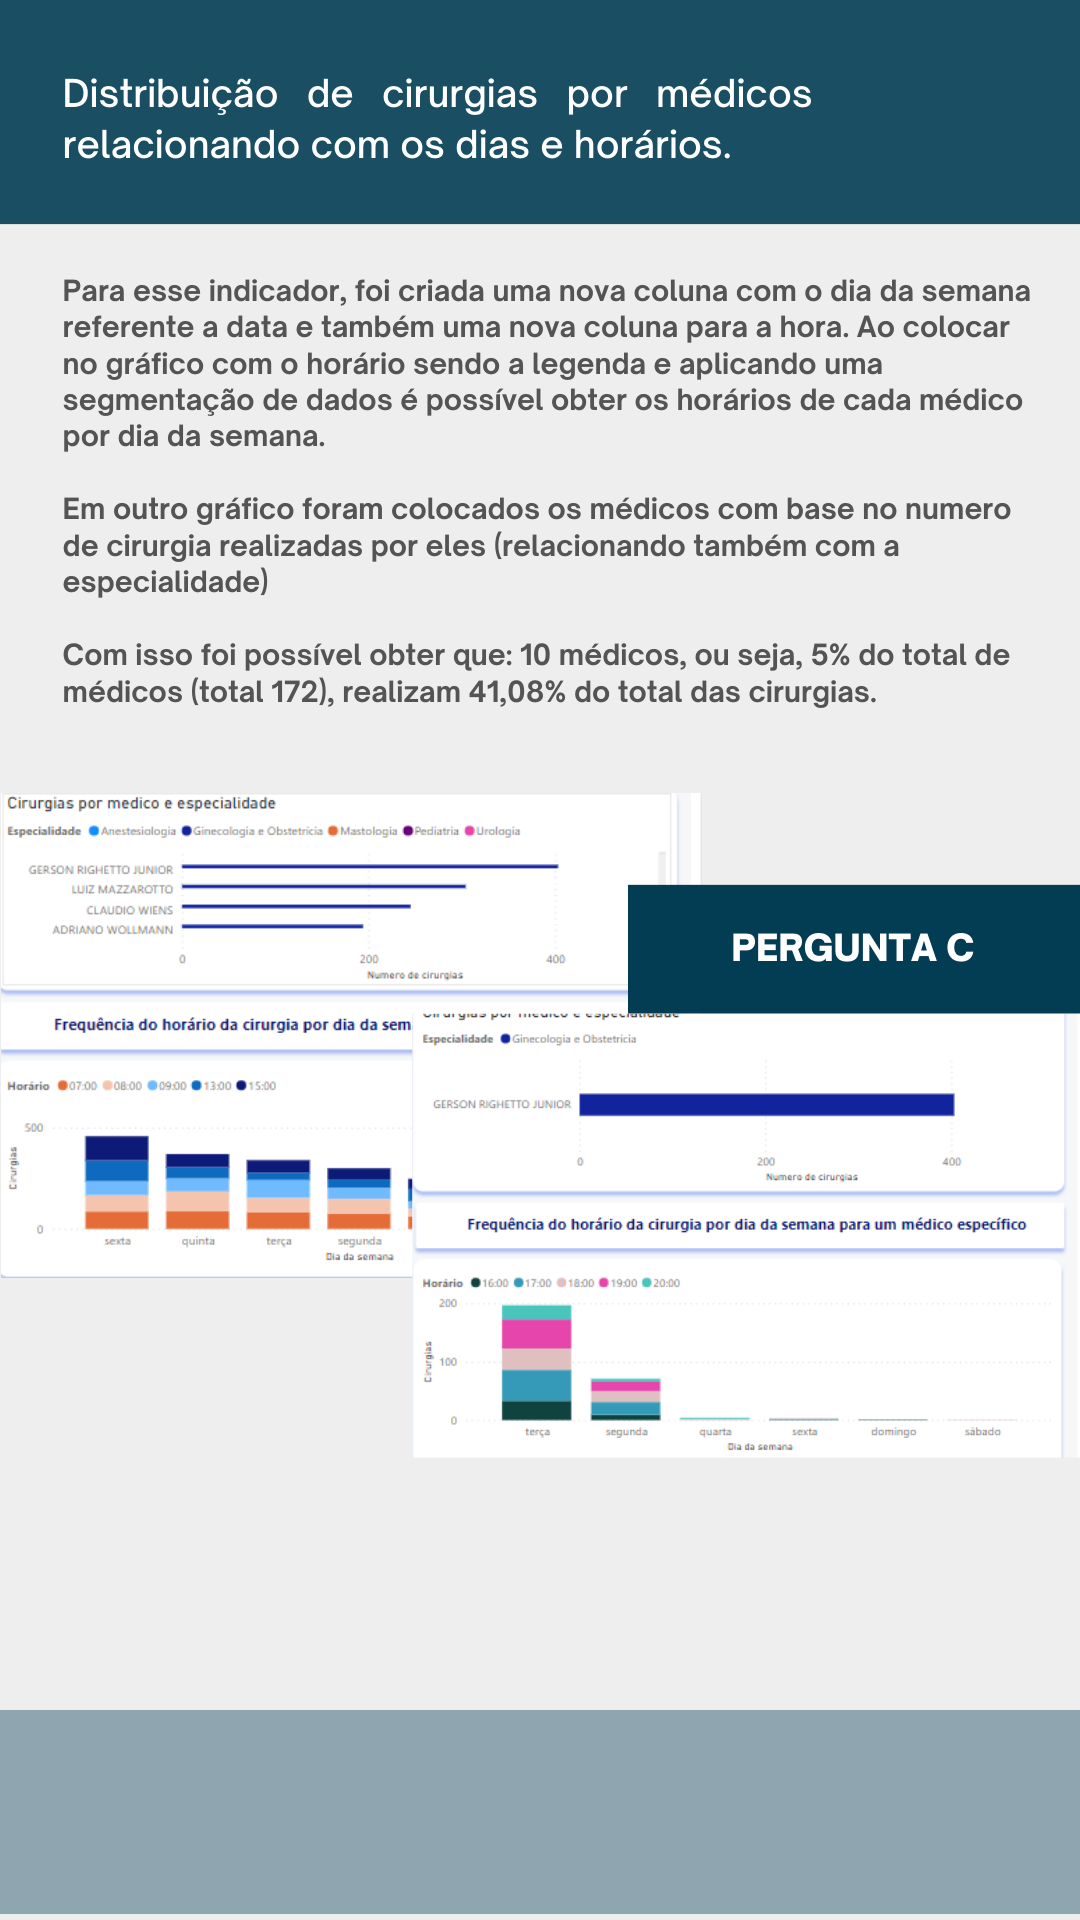 Distribuição de cirurgias por médicos
relacionando com os dias e horários.
Para esse indicador, foi criada uma nova coluna com o dia da semana
referente a data e também uma nova coluna para a hora. Ao colocar
no gráfico com o horário sendo a legenda e aplicando uma
segmentação de dados é possível obter os horários de cada médico
por dia da semana.
Em outro gráfico foram colocados os médicos com base no numero
de cirurgia realizadas por eles (relacionando também com a
especialidade)
Com isso foi possível obter que: 10 médicos, ou seja, 5% do total de
médicos (total 172), realizam 41,08% do total das cirurgias.
Cirurgias por medico e especialidade
Especialidade Anestesiologia Ginecologia e Obstetrícia Mastologia Pediatria Urologia
GERSON RIGHETTO JUNIOR
LUIZ MAZZAROTTO
CLAUDIO WIENS
ADRIANO WOLLMANN
0 200 400
Numero de cirurgias
PERGUNTA C
Frequência do horário da cirurgia por dia da sem
Horário 07:00 08:00 09:00 13:00 15:00
500
Cirurgias
0
sexta quinta terça segunda
Dia da semana
Cirurgias por medico e especialidade
Especialidade Ginecologia e Obstetrícia
GERSON RIGHETTO JUNIOR
0 200 400
Numero de cirurgias
Frequência do horário da cirurgia por dia da semana para um médico específico
Horário 16:00 17:00 18:00 19:00 20:00
200
100
Cirurgias
0
terça segunda quarta sexta domingo sábado
Dia da semana